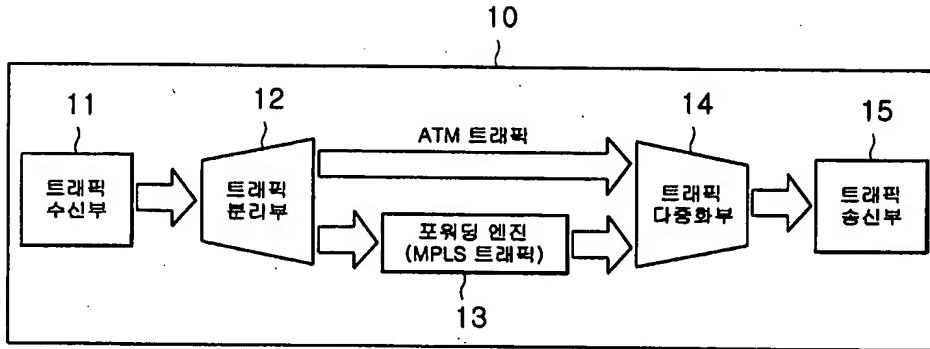 10
11
12
14
15
ATM 트래픽
트래픽
수신부
트래픽
분리부
포워딩 엔진
(MPLS 트래픽)
트래픽
다중화부
트래픽
송신부
13